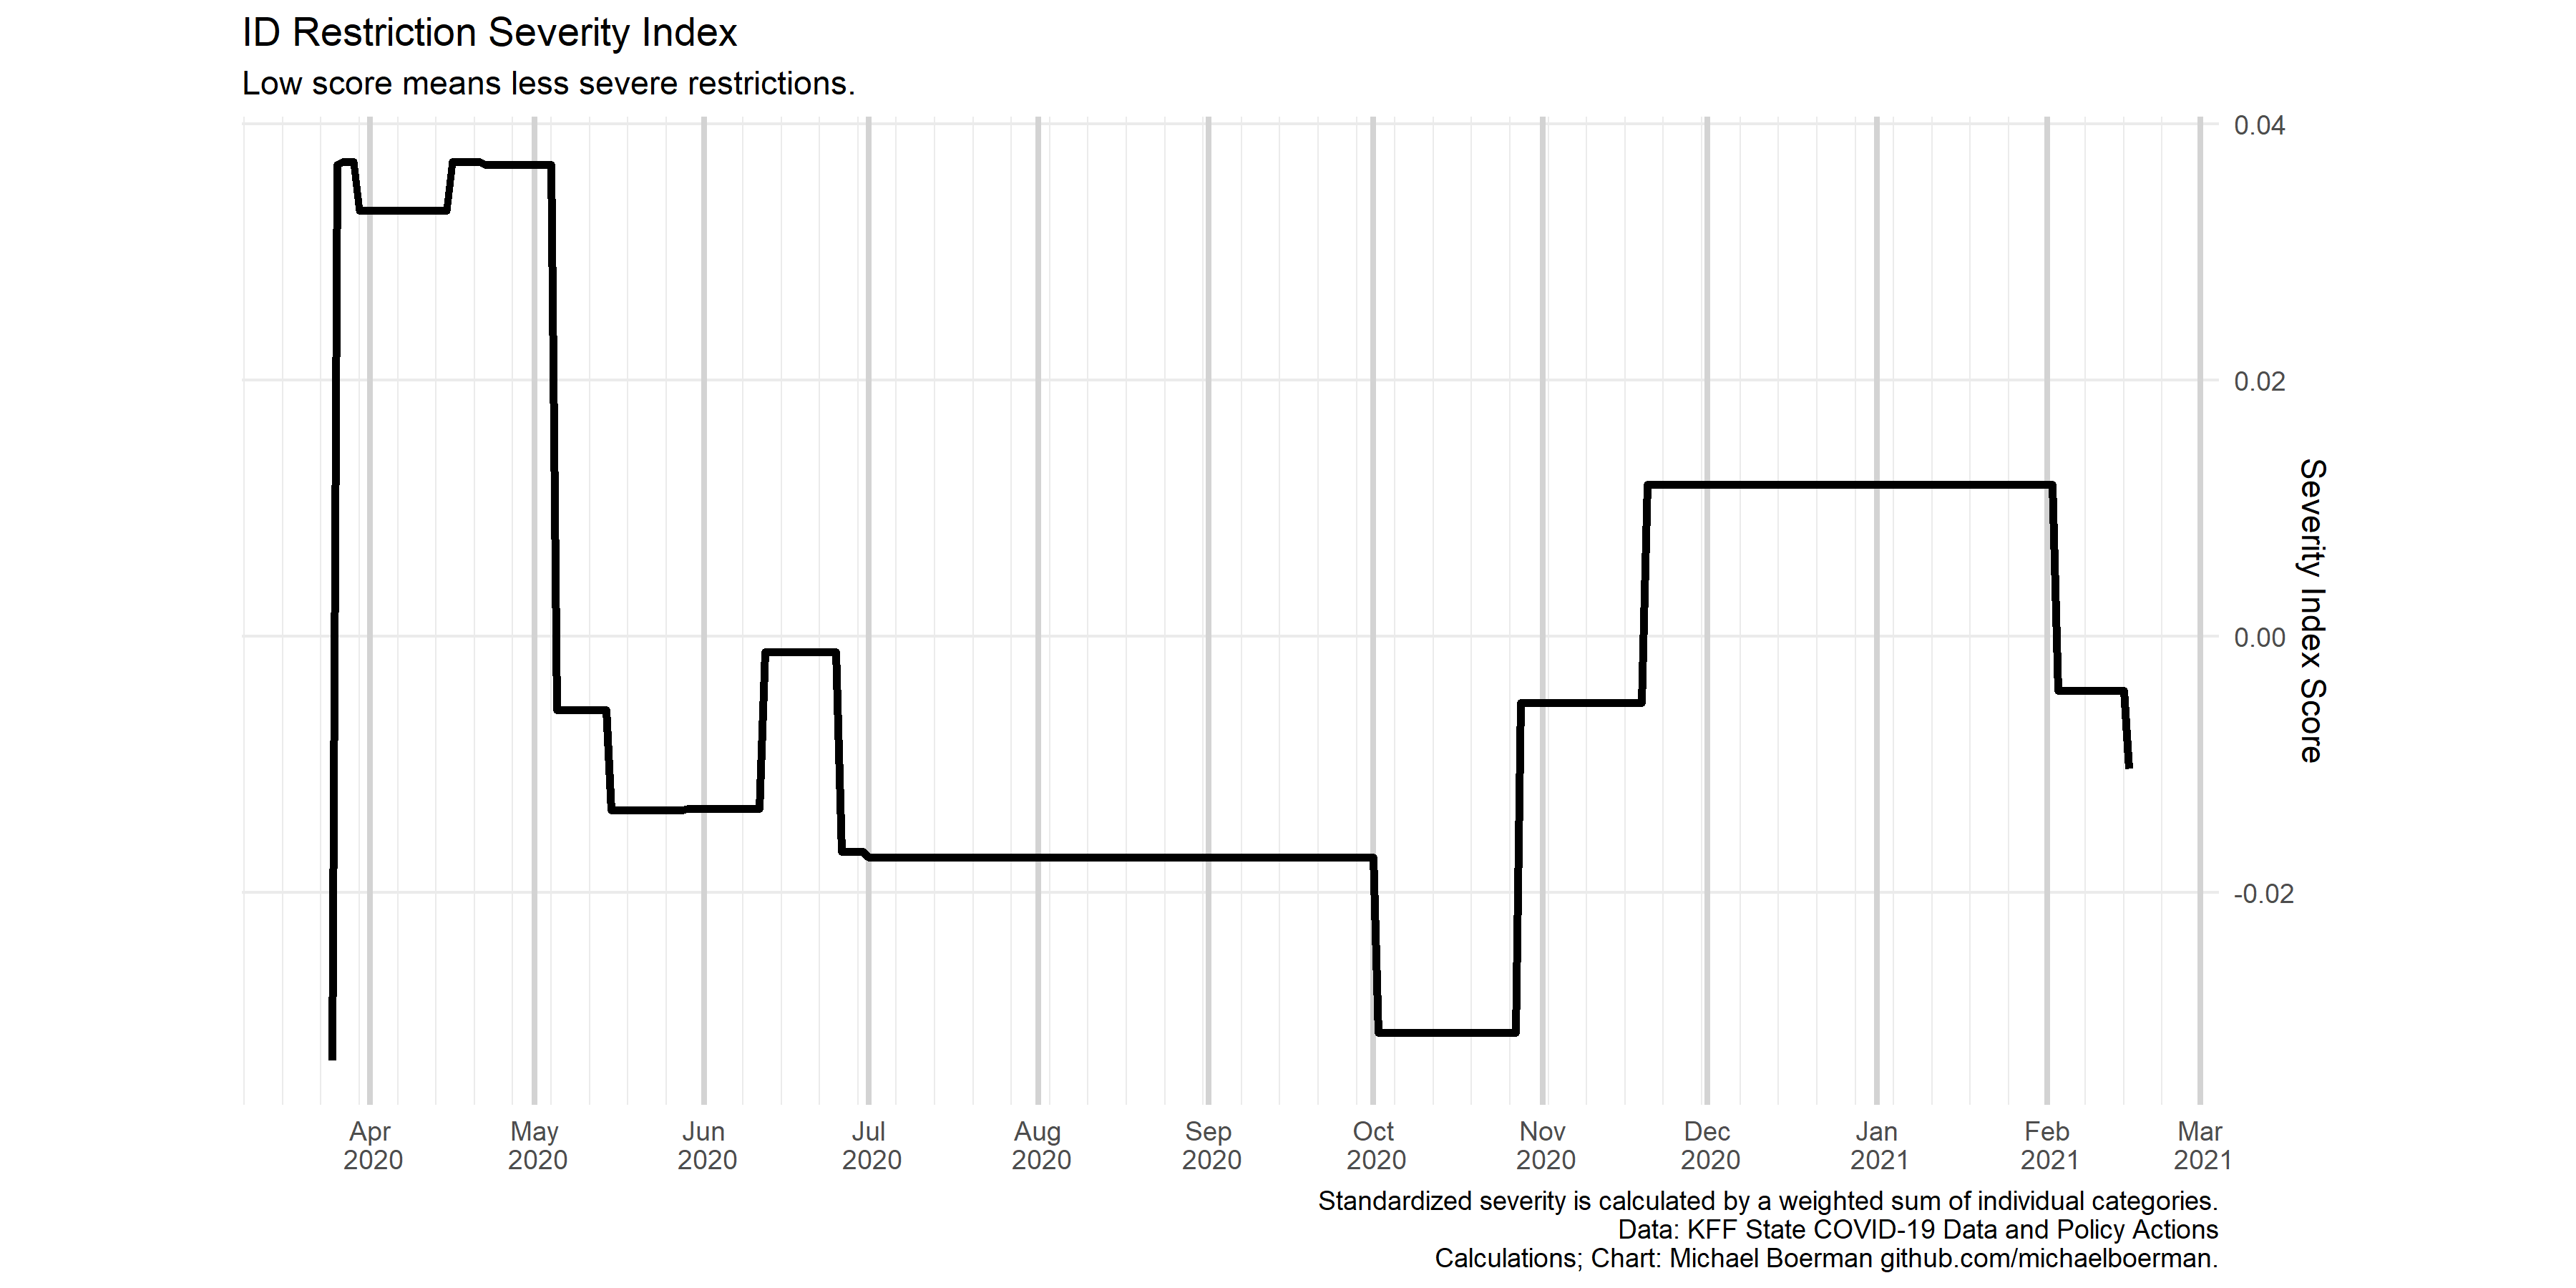 ID Restriction Severity Index
Low score means less severe restrictions.
0.04
0.02
0.00
-0.02
Severity Index Score
Apr 2020
May 2020
Jun 2020
Jul 2020
Aug 2020
Sep 2020
Oct 2020
Nov 2020
Dec 2020
Jan 2021
Feb 2021
Mar 2021
Standardized severity is calculated by a weighted sum of individual categories.
Data: KFF State COVID-19 Data and Policy Actions
Calculations; Chart: Michael Boerman github.com/michaelboerman.